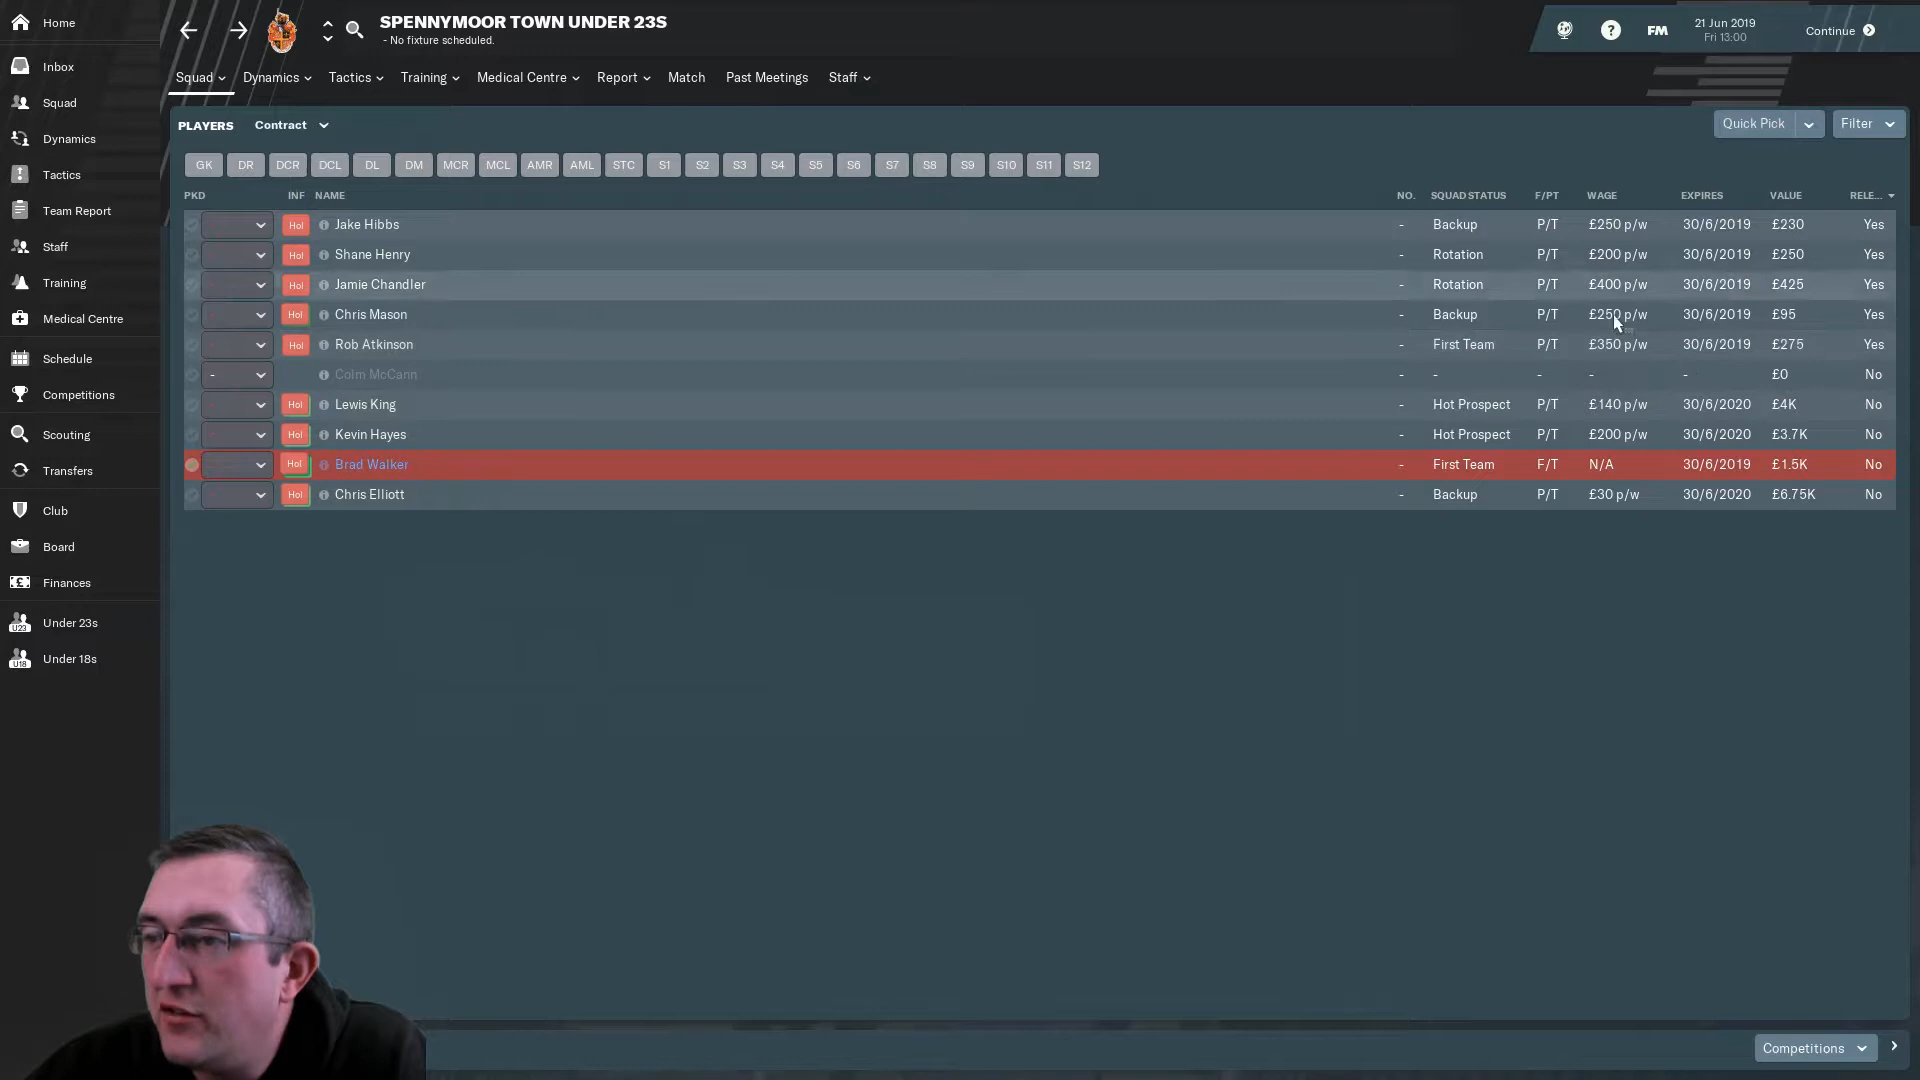 Home
Inbox
Squad
Dynamics
Tactics
Team Report
Staff
Training
Medical Centre
Schedule
Competitions
Scouting
Transfers
Club
Board
Finances
U23 Under 23s
U18 Under 18s
SPENNYMOOR TOWN UNDER 23S
- No fixture scheduled.
? FM 21 Jun 2019 Continue
Fri 13:00
Squad Dynamics Tactics Training Medical Centre Report Match Past Meetings Staff
PLAYERS Contract Quick Pick Filter
GK DR DCR DCL DL DM MCR MCL AMR AML STC S1 S2 S3 S4 S5 S6 S7 S8 S9 S10 S11 S12
PKD INF NAME NO. SQUAD STATUS F/PT WAGE EXPIRES VALUE RELE...
Hol Jake Hibbs - Backup P/T £250 p/w 30/6/2019 £230 Yes
Hol Shane Henry - Rotation P/T £200 p/w 30/6/2019 £250 Yes
Hol Jamie Chandler - Rotation P/T £400 p/w 30/6/2019 £425 Yes
Hol Chris Mason - Backup P/T £250 p/w 30/6/2019 £95 Yes
Hol Rob Atkinson - First Team P/T £350 p/w 30/6/2019 £275 Yes
- Colm McCann - - - - - £0 No
Hol Lewis King - Hot Prospect P/T £140 p/w 30/6/2020 £4K No
Hol Kevin Hayes - Hot Prospect P/T £200 p/w 30/6/2020 £3.7K No
Hol Brad Walker - First Team F/T N/A 30/6/2019 £1.5K No
Hol Chris Elliott - Backup P/T £30 p/w 30/6/2020 £6.75K No
Competitions